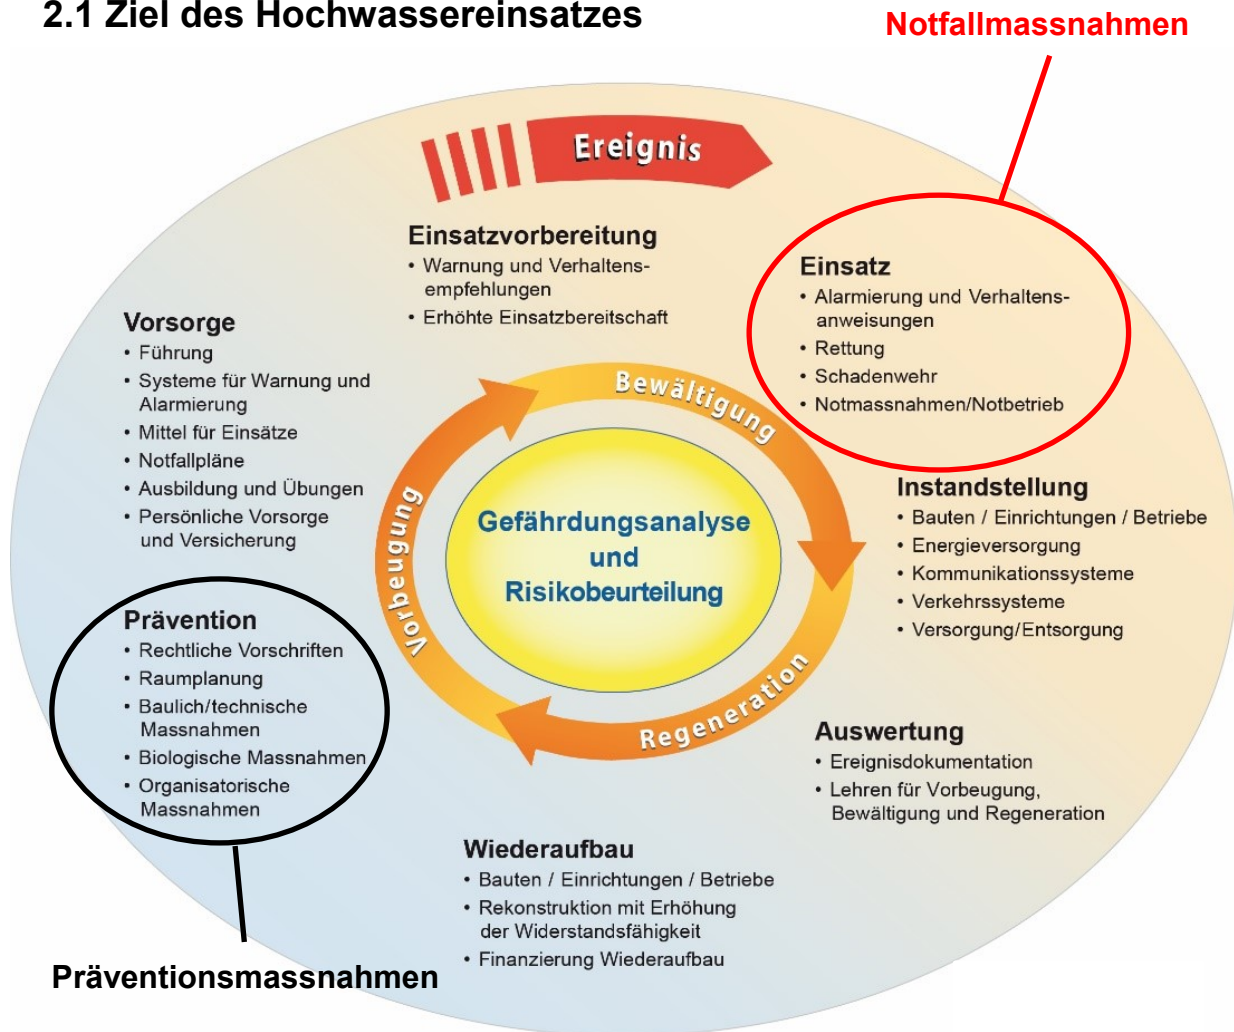 2.1 Ziel des Hochwassereinsatzes
Notfallmassnahmen
Ereignis
Einsatzvorbereitung
• Warnung und Verhaltens-
empfehlungen
• Erhöhte Einsatzbereitschaft
Einsatz
• Alarmierung und Verhaltens-
anweisungen
• Rettung
• Schadenwehr
• Notmassnahmen/Notbetrieb
Vorsorge
• Führung
• Systeme für Warnung und
Alarmierung
• Mittel für Einsätze
• Notfallpläne
• Ausbildung und Übungen
• Persönliche Vorsorge
und Versicherung
Bewältigung
Vorbeugung
Regeneration
Gefährdungsanalyse
und
Risikobeurteilung
Instandstellung
• Bauten / Einrichtungen / Betriebe
• Energieversorgung
• Kommunikationssysteme
• Verkehrssysteme
• Versorgung/Entsorgung
Prävention
• Rechtliche Vorschriften
• Raumplanung
• Baulich/technische
Massnahmen
• Biologische Massnahmen
• Organisatorische
Massnahmen
Auswertung
• Ereignisdokumentation
• Lehren für Vorbeugung,
Bewältigung und Regeneration
Wiederaufbau
• Bauten / Einrichtungen / Betriebe
• Rekonstruktion mit Erhöhung
der Widerstandsfähigkeit
• Finanzierung Wiederaufbau
Präventionsmassnahmen